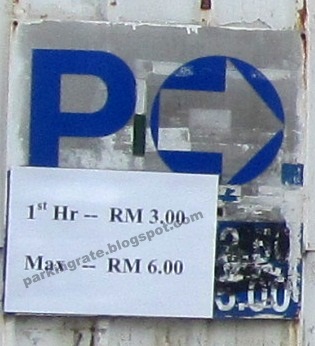 P
1st Hr -- RM 3.00
parkingrate.blogspot.com
Max -- RM 6.00